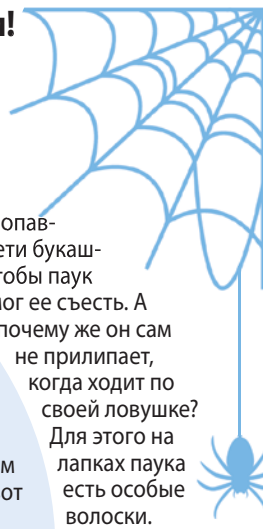 !
опав-
ети букаш-
тобы паук
мог ее съесть. А
почему же он сам
не прилипает,
когда ходит по
своей ловушке?
Для этого на
м лапках паука
от есть особые
волоски.